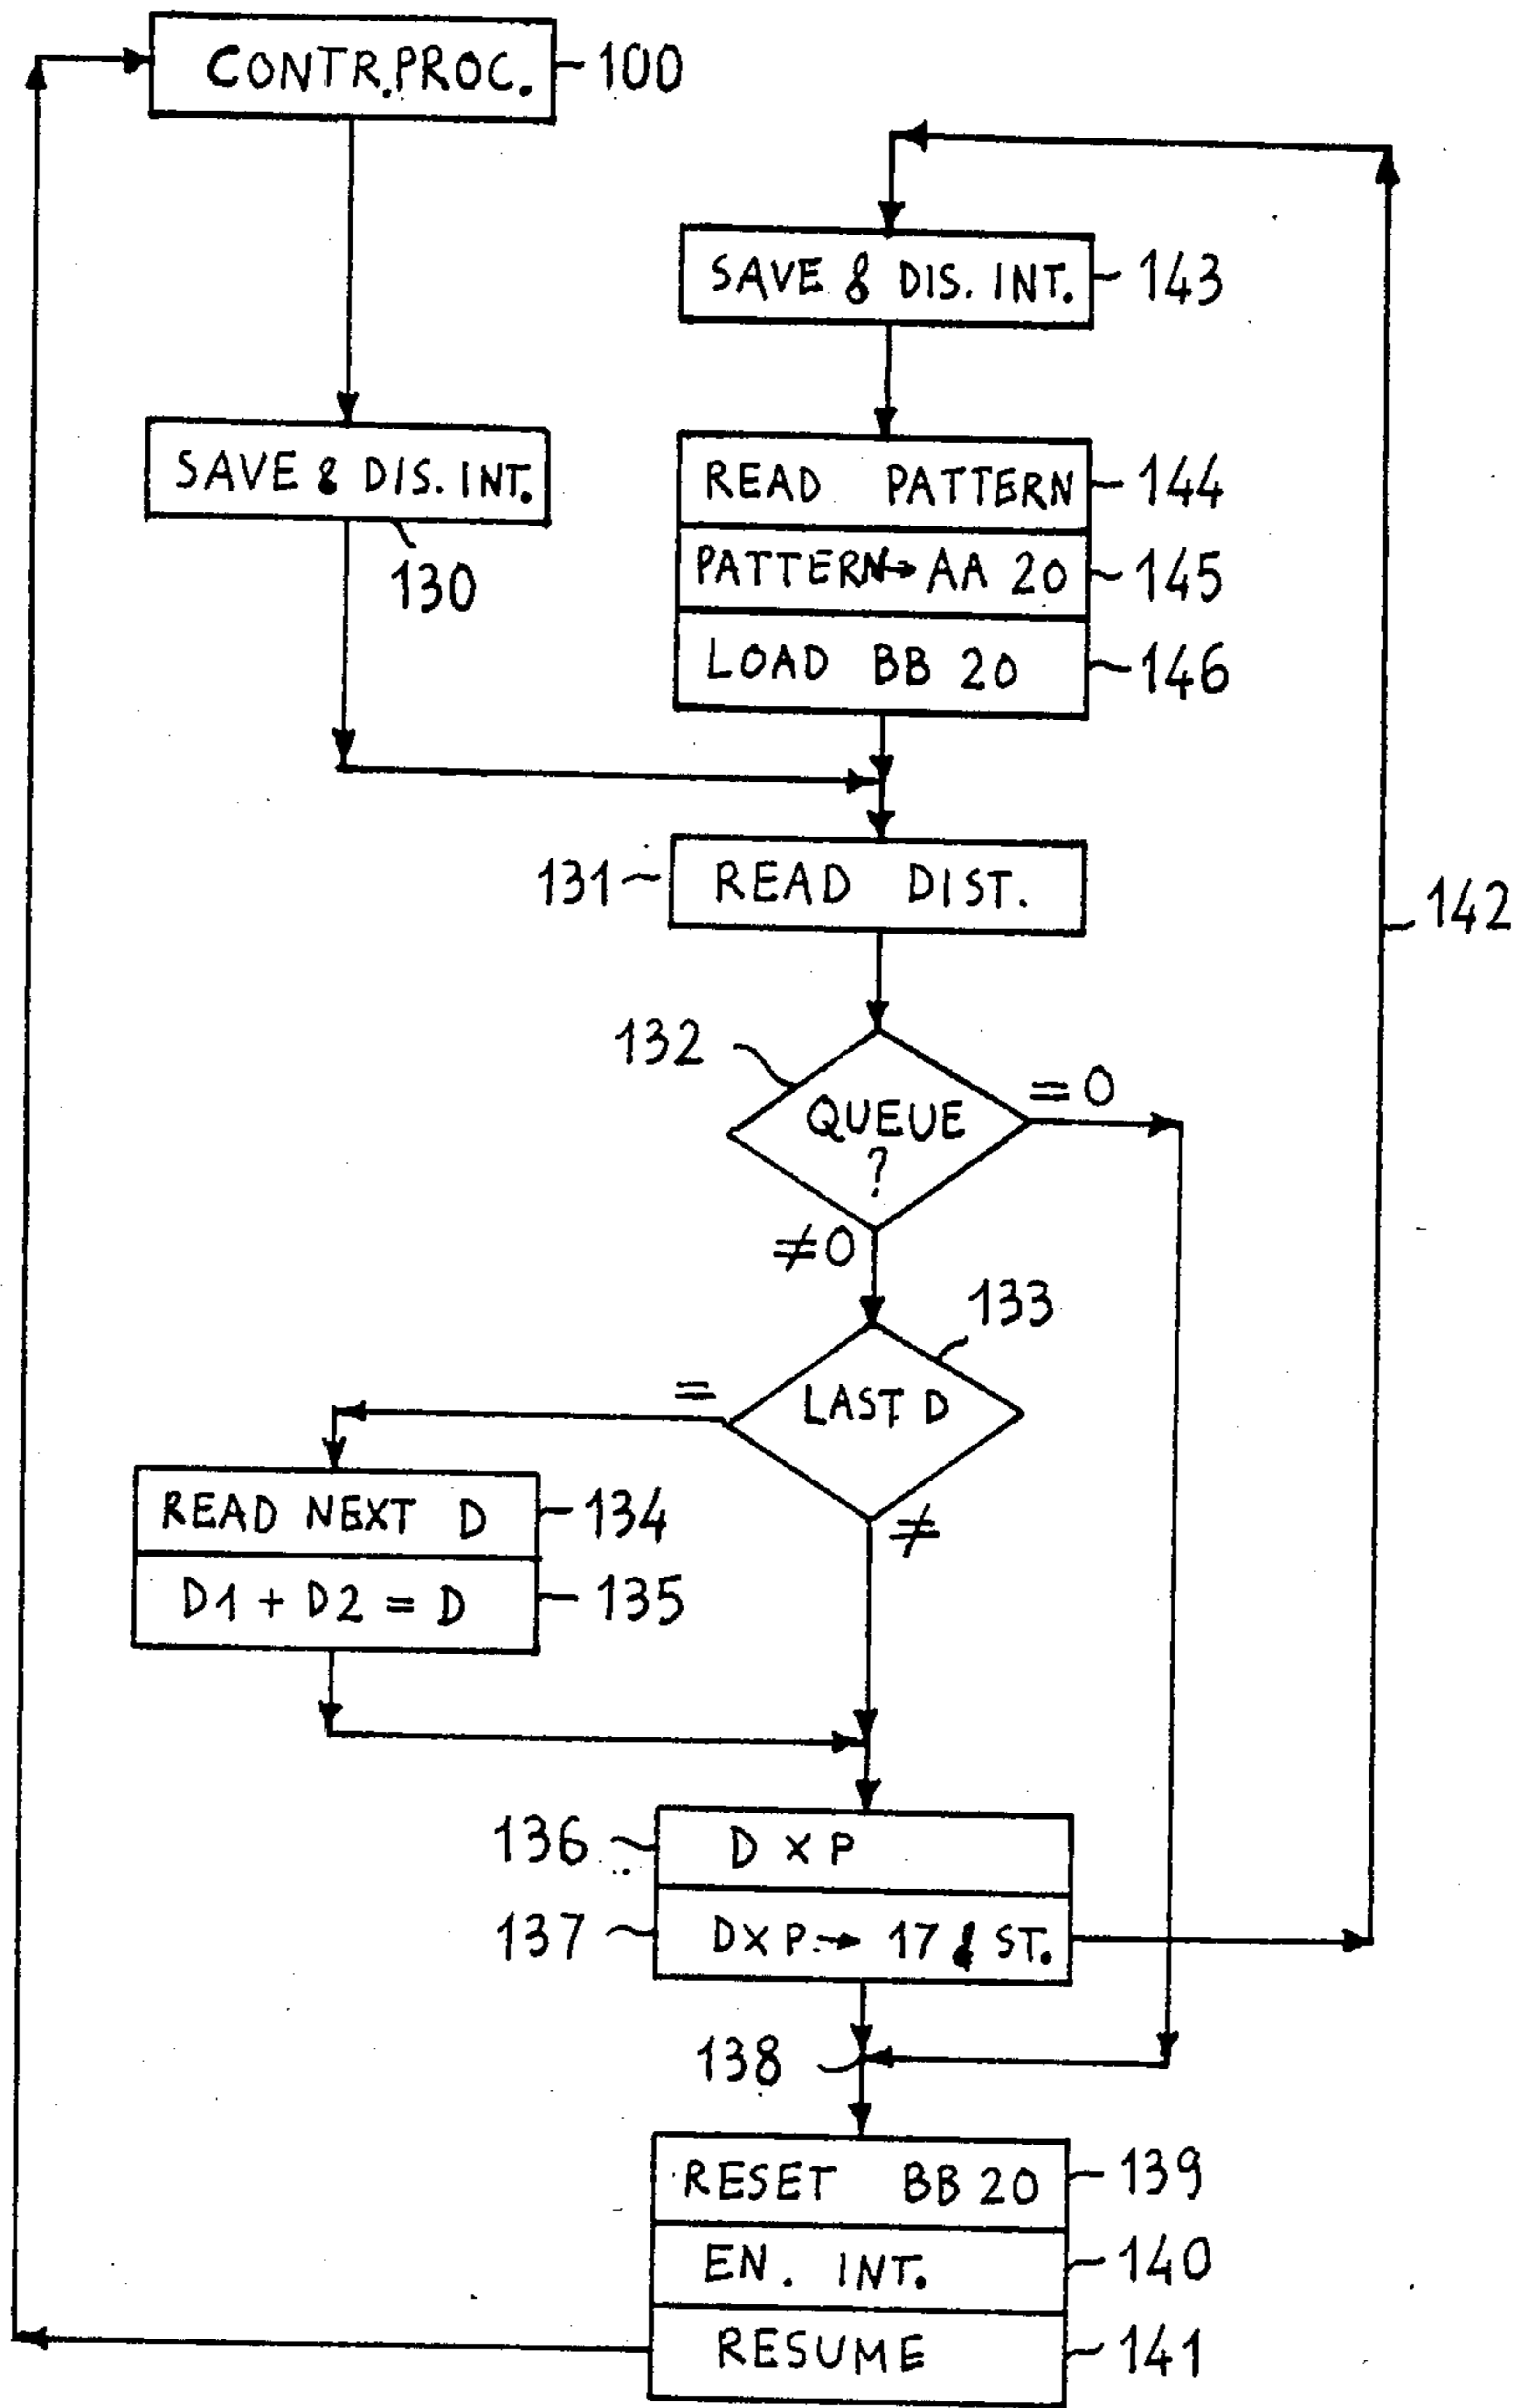 CONTR.PROC. 100
SAVE & DIS. INT. 143
SAVE & DIS. INT.
130
READ PATTERN 144
PATTERN→ AA 20 145
LOAD BB 20 146
131 READ DIST.
142
132
QUEUE
?
=0
≠0
133
LAST D
=
≠
READ NEXT D 134
D1 + D2 = D 135
136 D X P
137 DXP→ 17 & ST.
138
RESET BB 20 139
EN. INT. 140
RESUME 141